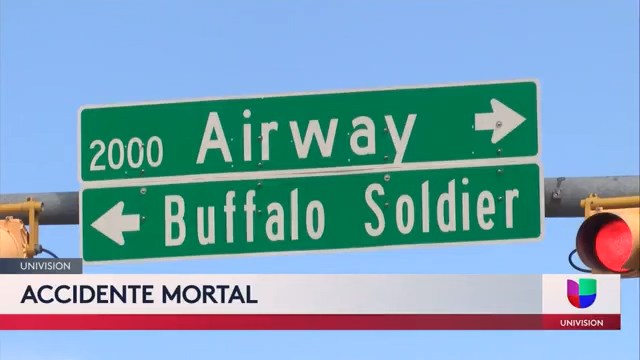 2000 Airway
Buffalo Soldier
UNIVISION
ACCIDENTE MORTAL
UNIVISION